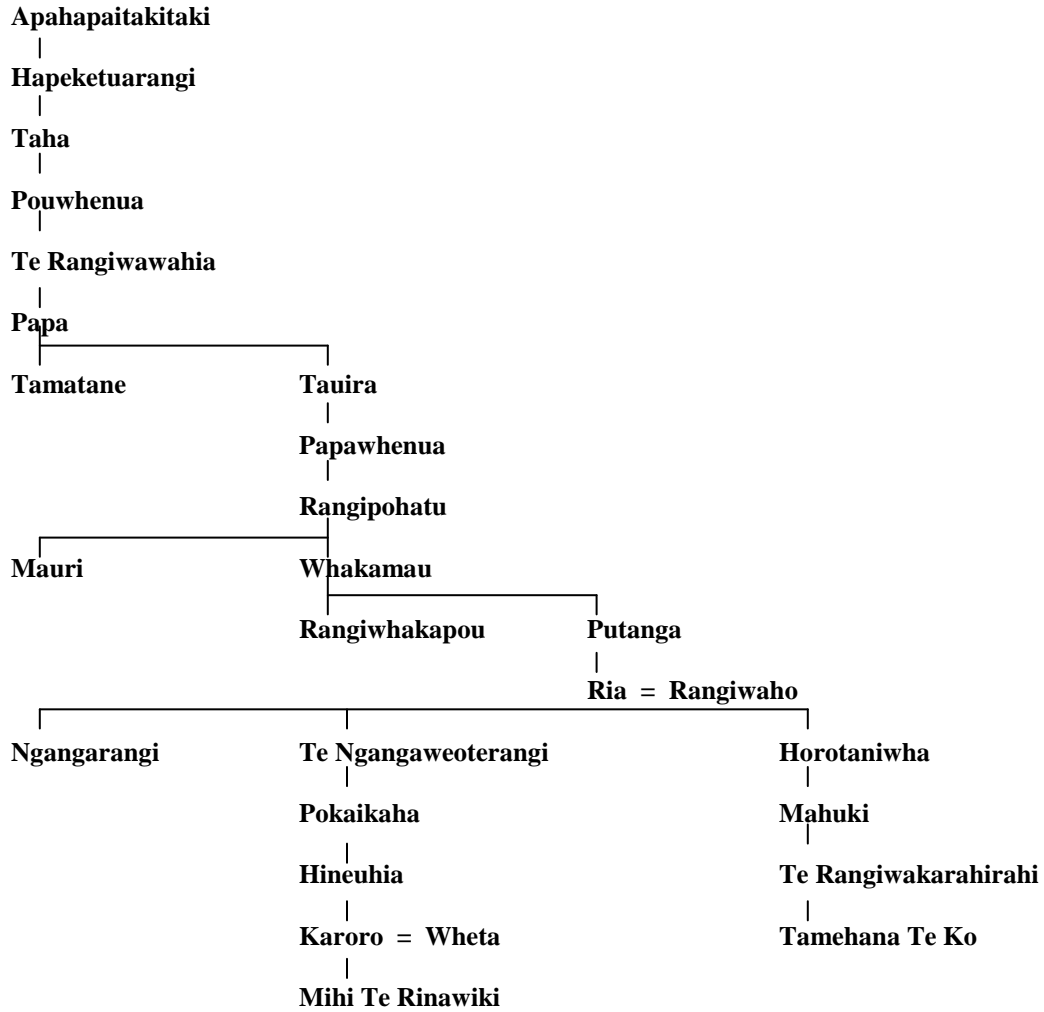 Apahapaitakitaki
Hapeketuarangi
Taha
Pouwhenua
Te Rangiwawahia
Papa
Tamatane Tauira
Papawhenua
Rangipohatu
Mauri Whakamau
Rangiwhakapou Putanga
Ria = Rangiwaho
Ngangarangi Te Ngangaweoterangi Horotaniwha
Pokaikaha Mahuki
Hineuhia Te Rangiwakarahirahi
Karoro = Wheta Tamehana Te Ko
Mihi Te Rinawiki